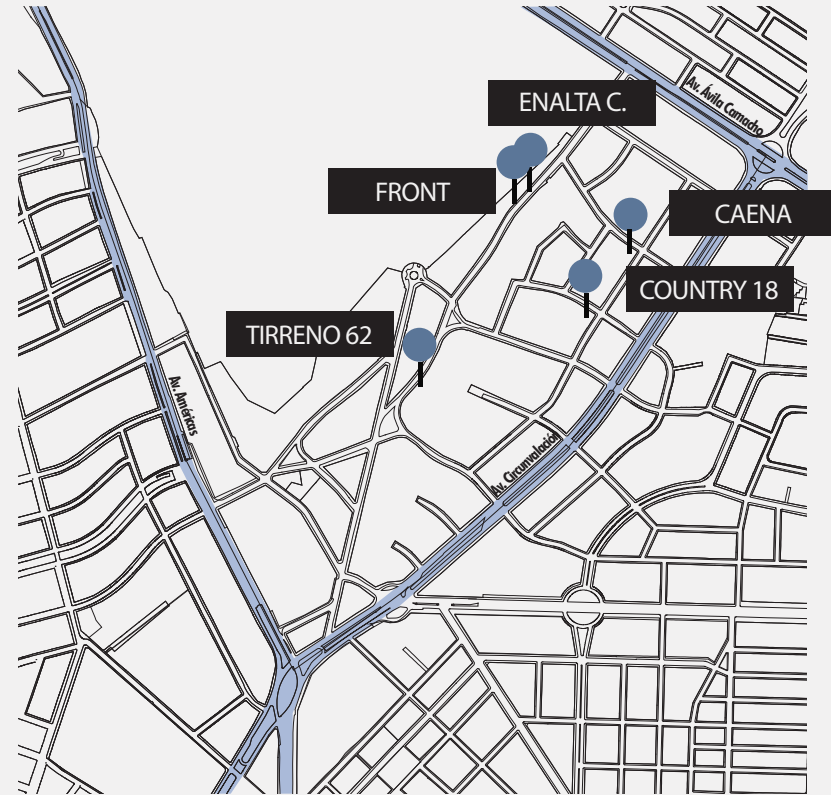 Av. Ávila Camacho
ENALTA C.
FRONT
CAENA
COUNTRY 18
TIRRENO 62
Av. Américas
Av. Circunvalación